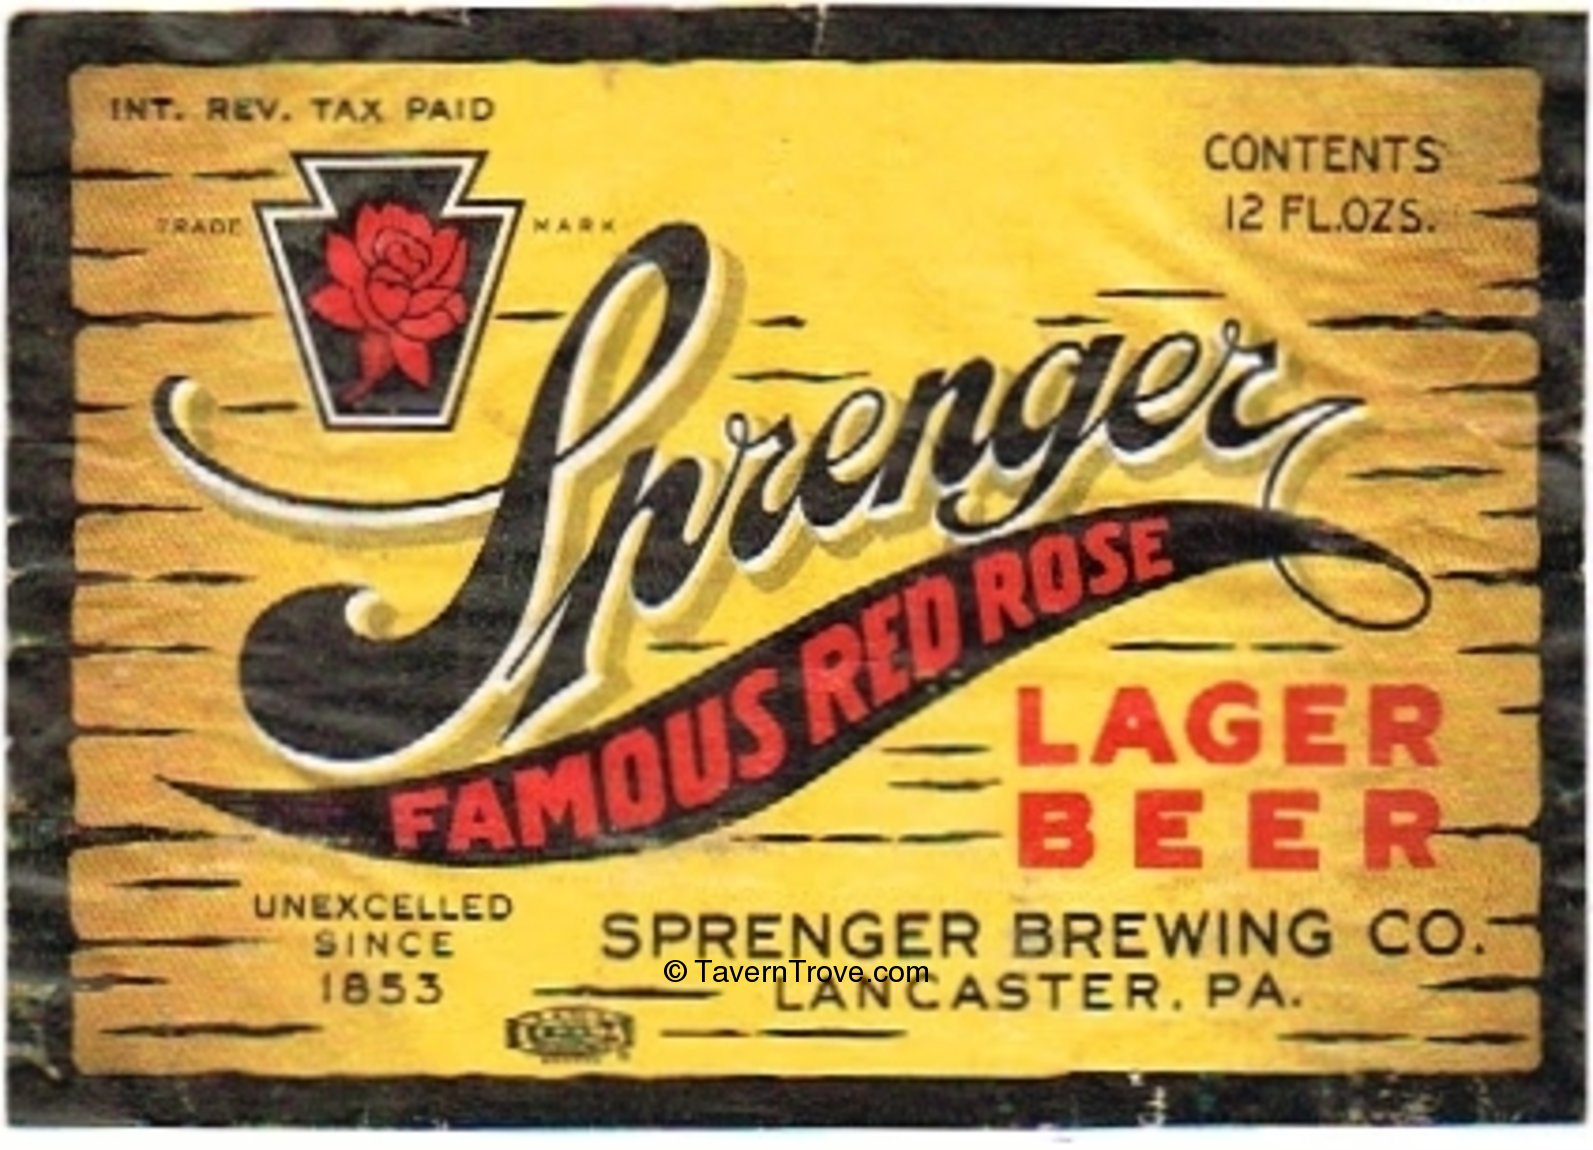 INT. REV. TAX PAID
CONTENTS
12 FL.OZS.
TRADE MARK
Sprenger
FAMOUS RED ROSE
LAGER
BEER
UNEXCELLED
SINCE
1853
SPRENGER BREWING CO.
© TavernTrove.com
LANCASTER, PA.